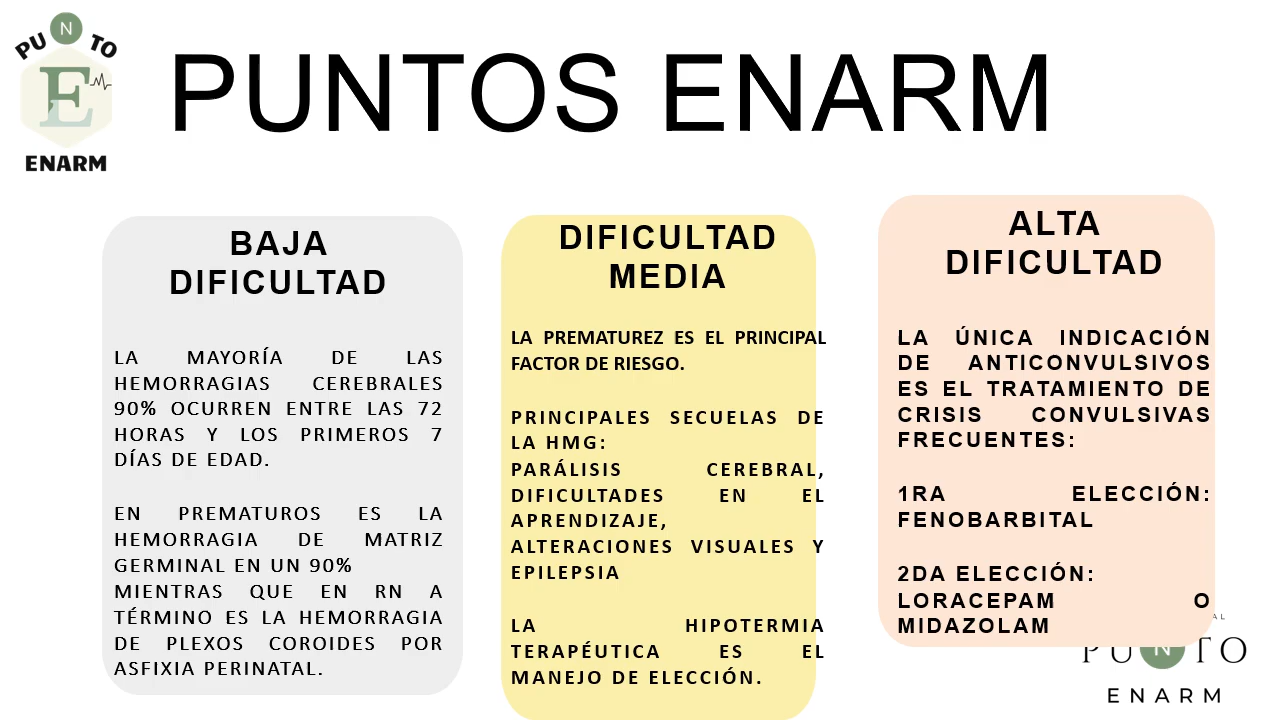 PUNTO
E
ENARM
PUNTOS ENARM
BAJA
DIFICULTAD
LA MAYORÍA DE LAS
HEMORRAGIAS CEREBRALES
90% OCURREN ENTRE LAS 72
HORAS Y LOS PRIMEROS 7
DÍAS DE EDAD.
EN PREMATUROS ES LA
HEMORRAGIA DE MATRIZ
GERMINAL EN UN 90%
MIENTRAS QUE EN RN A
TÉRMINO ES LA HEMORRAGIA
DE PLEXOS COROIDES POR
ASFIXIA PERINATAL.
DIFICULTAD
MEDIA
LA PREMATUREZ ES EL PRINCIPAL
FACTOR DE RIESGO.
PRINCIPALES SECUELAS DE
LA HMG:
PARÁLISIS CEREBRAL,
DIFICULTADES EN EL
APRENDIZAJE,
ALTERACIONES VISUALES Y
EPILEPSIA
LA HIPOTERMIA
TERAPÉUTICA ES EL
MANEJO DE ELECCIÓN.
ALTA
DIFICULTAD
LA ÚNICA INDICACIÓN
DE ANTICONVULSIVOS
ES EL TRATAMIENTO DE
CRISIS CONVULSIVAS
FRECUENTES:
1RA ELECCIÓN:
FENOBARBITAL
2DA ELECCIÓN:
LORACEPAM O
MIDAZOLAM
PUNTO
ENARM